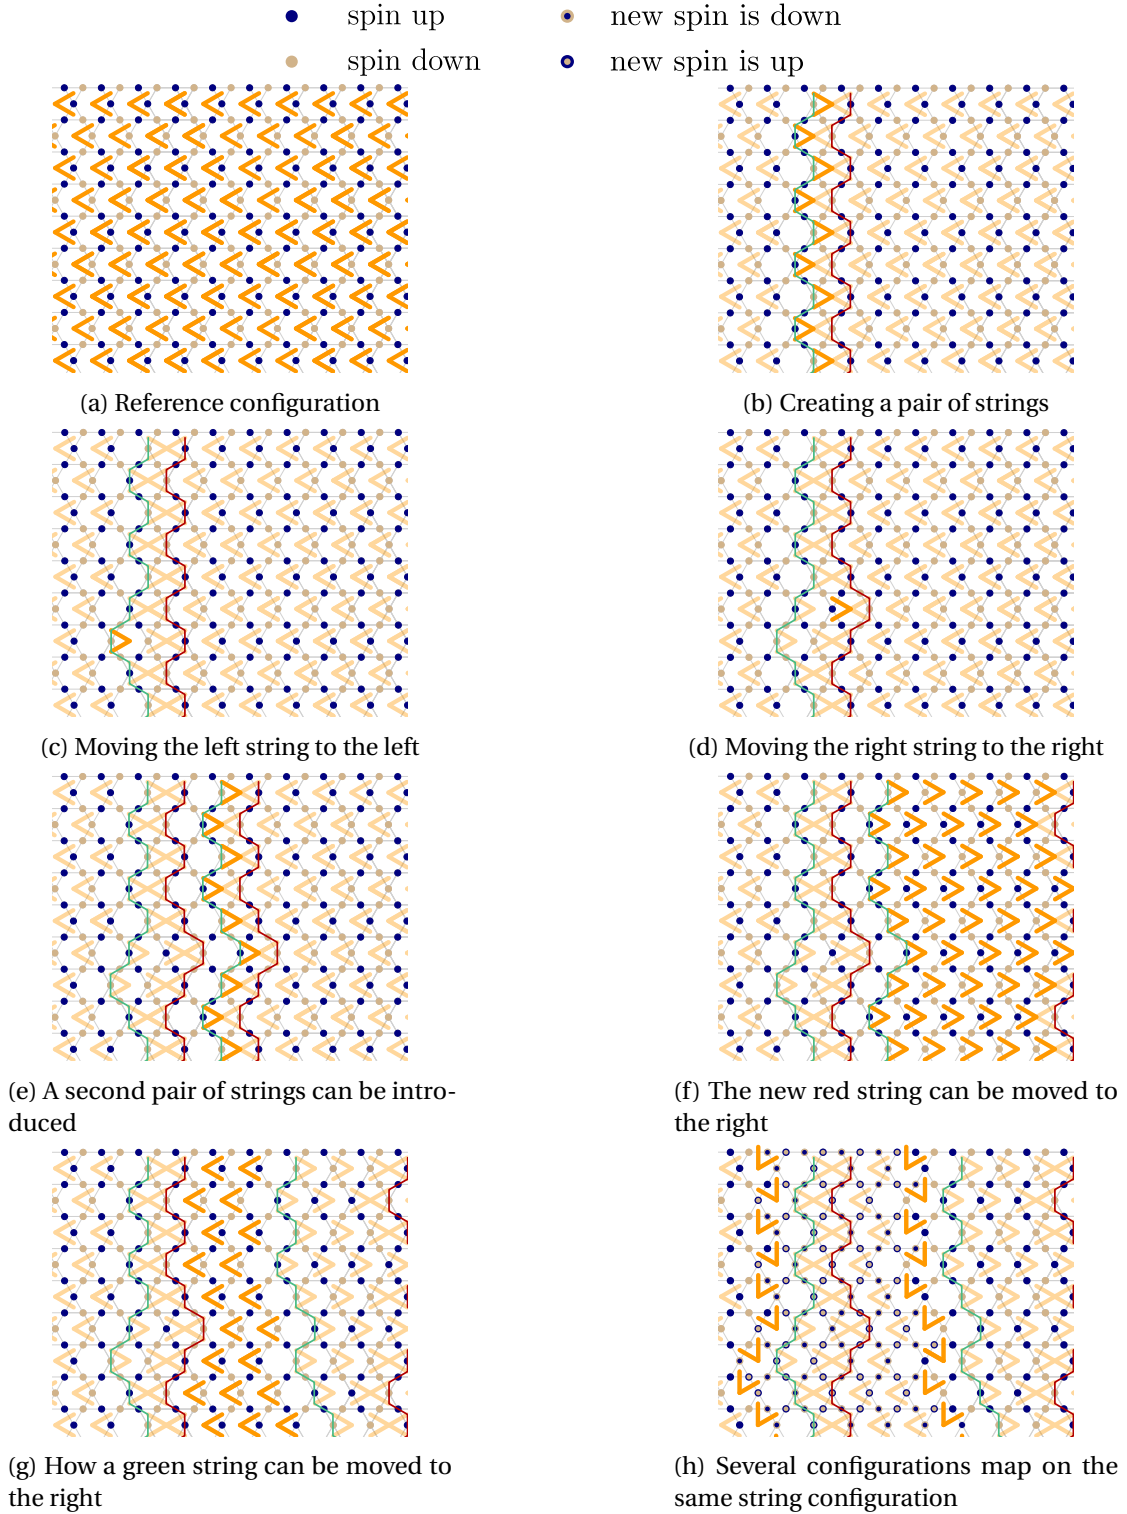 spin up
new spin is down
spin down
new spin is up
(a) Reference configuration
(b) Creating a pair of strings
(c) Moving the left string to the left
(d) Moving the right string to the right
(e) A second pair of strings can be intro-
duced
(f) The new red string can be moved to
the right
(g) How a green string can be moved to
the right
(h) Several configurations map on the
same string configuration